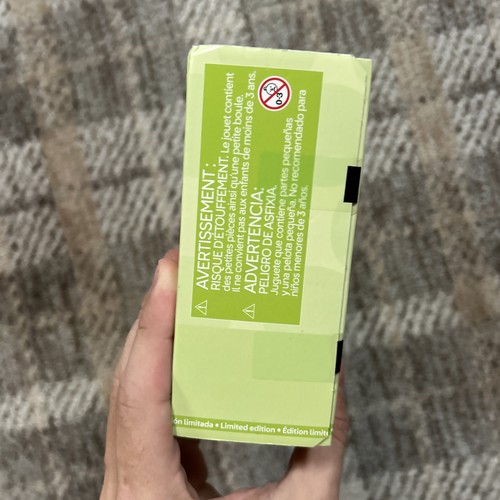 AVERTISSEMENT :
RISQUE D'ÉTOUFFEMENT. Le jouet contient
des petites pièces ainsi qu'une petite boule.
Il ne convient pas aux enfants de moins de 3 ans.
ADVERTENCIA:
PELIGRO DE ASFIXIA.
Juguete que contiene partes pequeñas
y una pelota pequeña. No recomendado para
niños menores de 3 años.
0-3
ión limitada • Limited edition • Édition limit